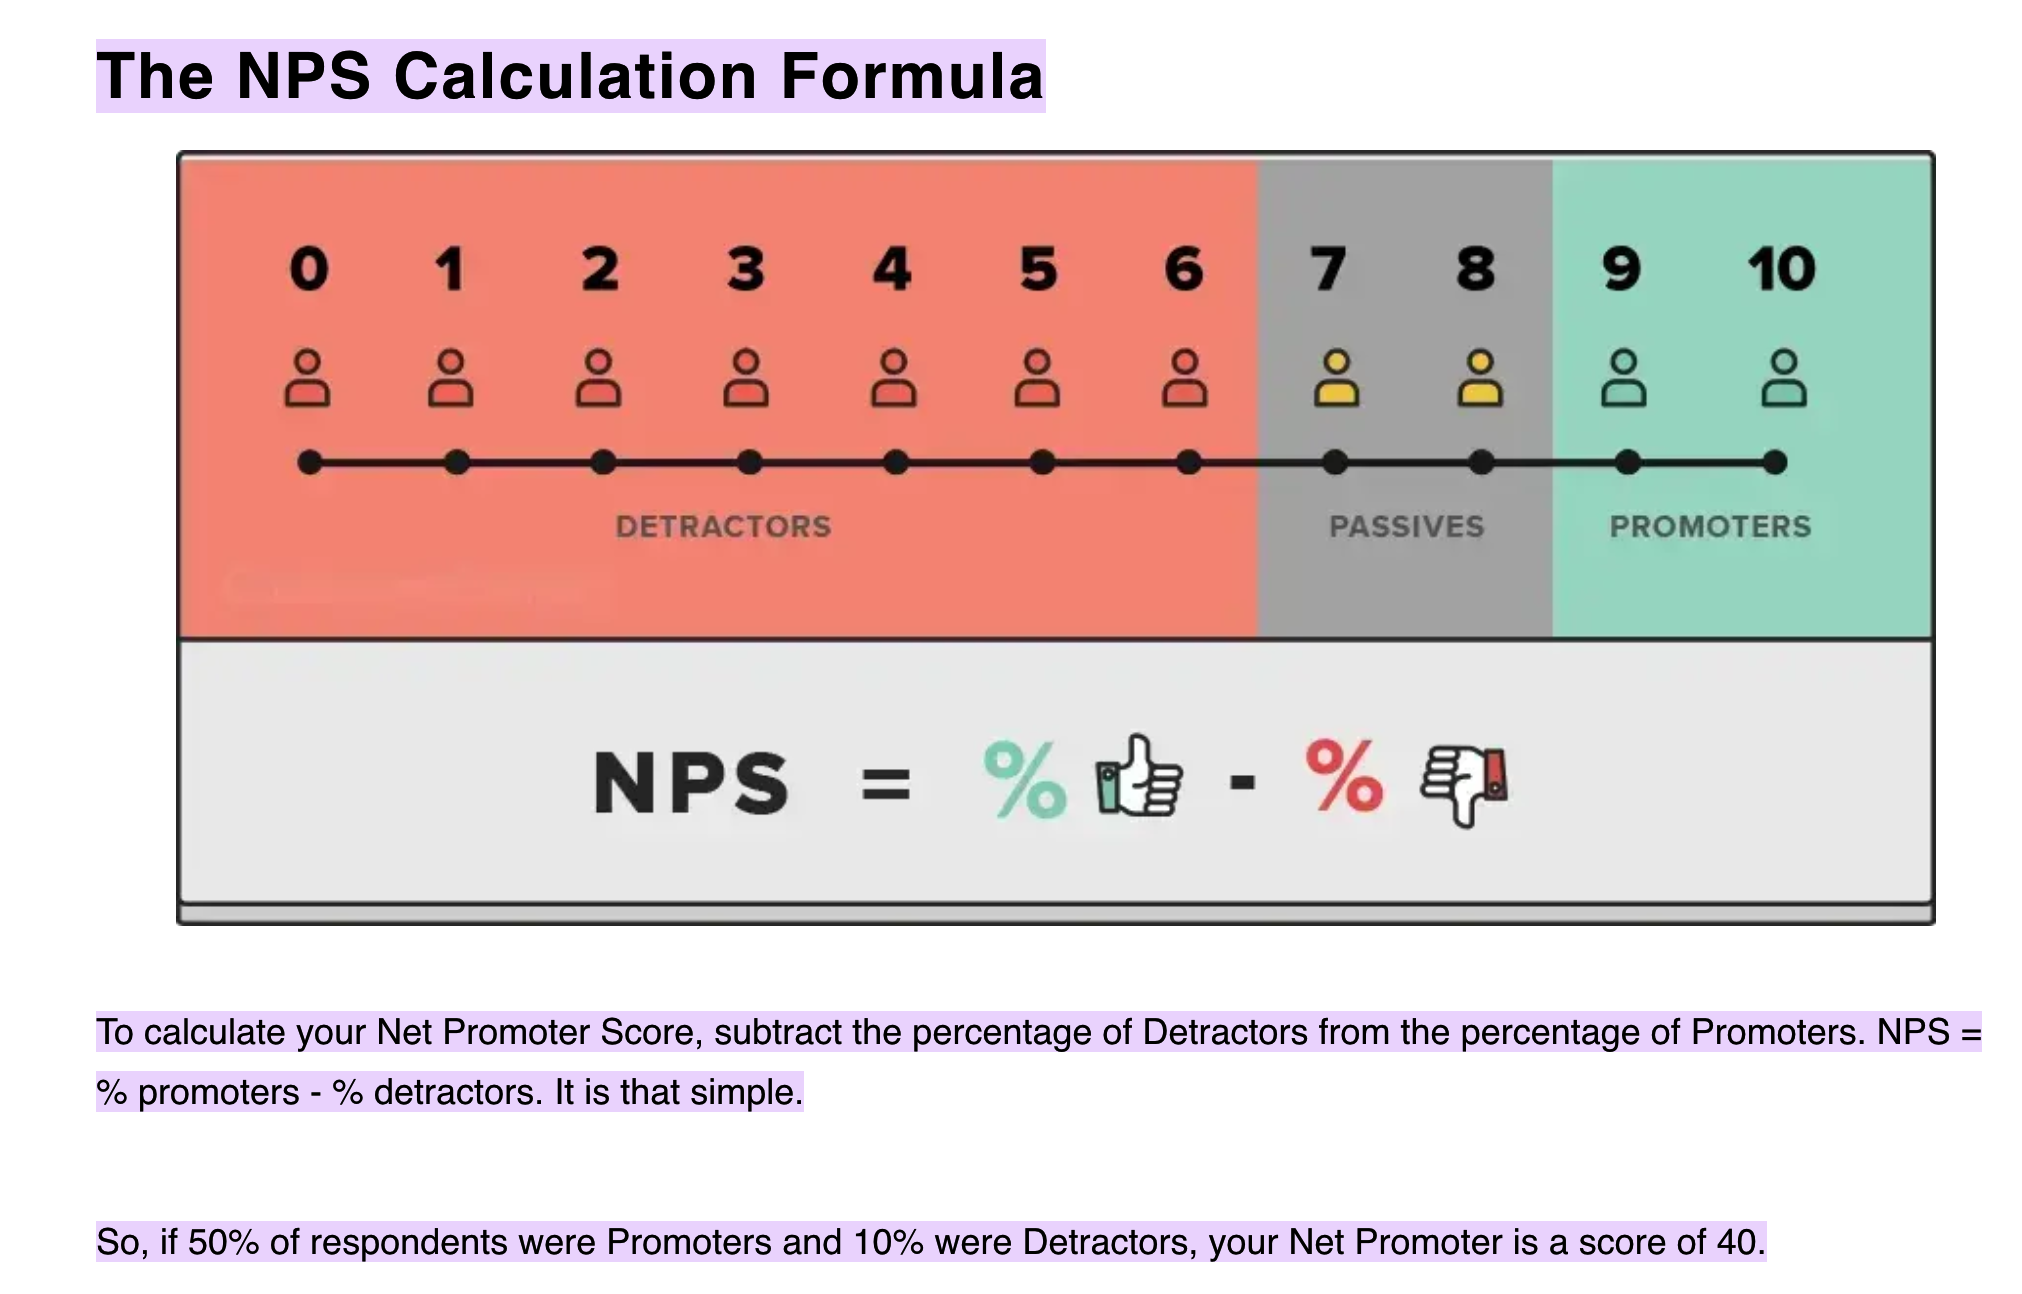 The NPS Calculation Formula
0 1 2 3 4 5 6 7 8 9 10
DETRACTORS PASSIVES PROMOTERS
NPS = % - %
To calculate your Net Promoter Score, subtract the percentage of Detractors from the percentage of Promoters. NPS =
% promoters - % detractors. It is that simple.
So, if 50% of respondents were Promoters and 10% were Detractors, your Net Promoter is a score of 40.